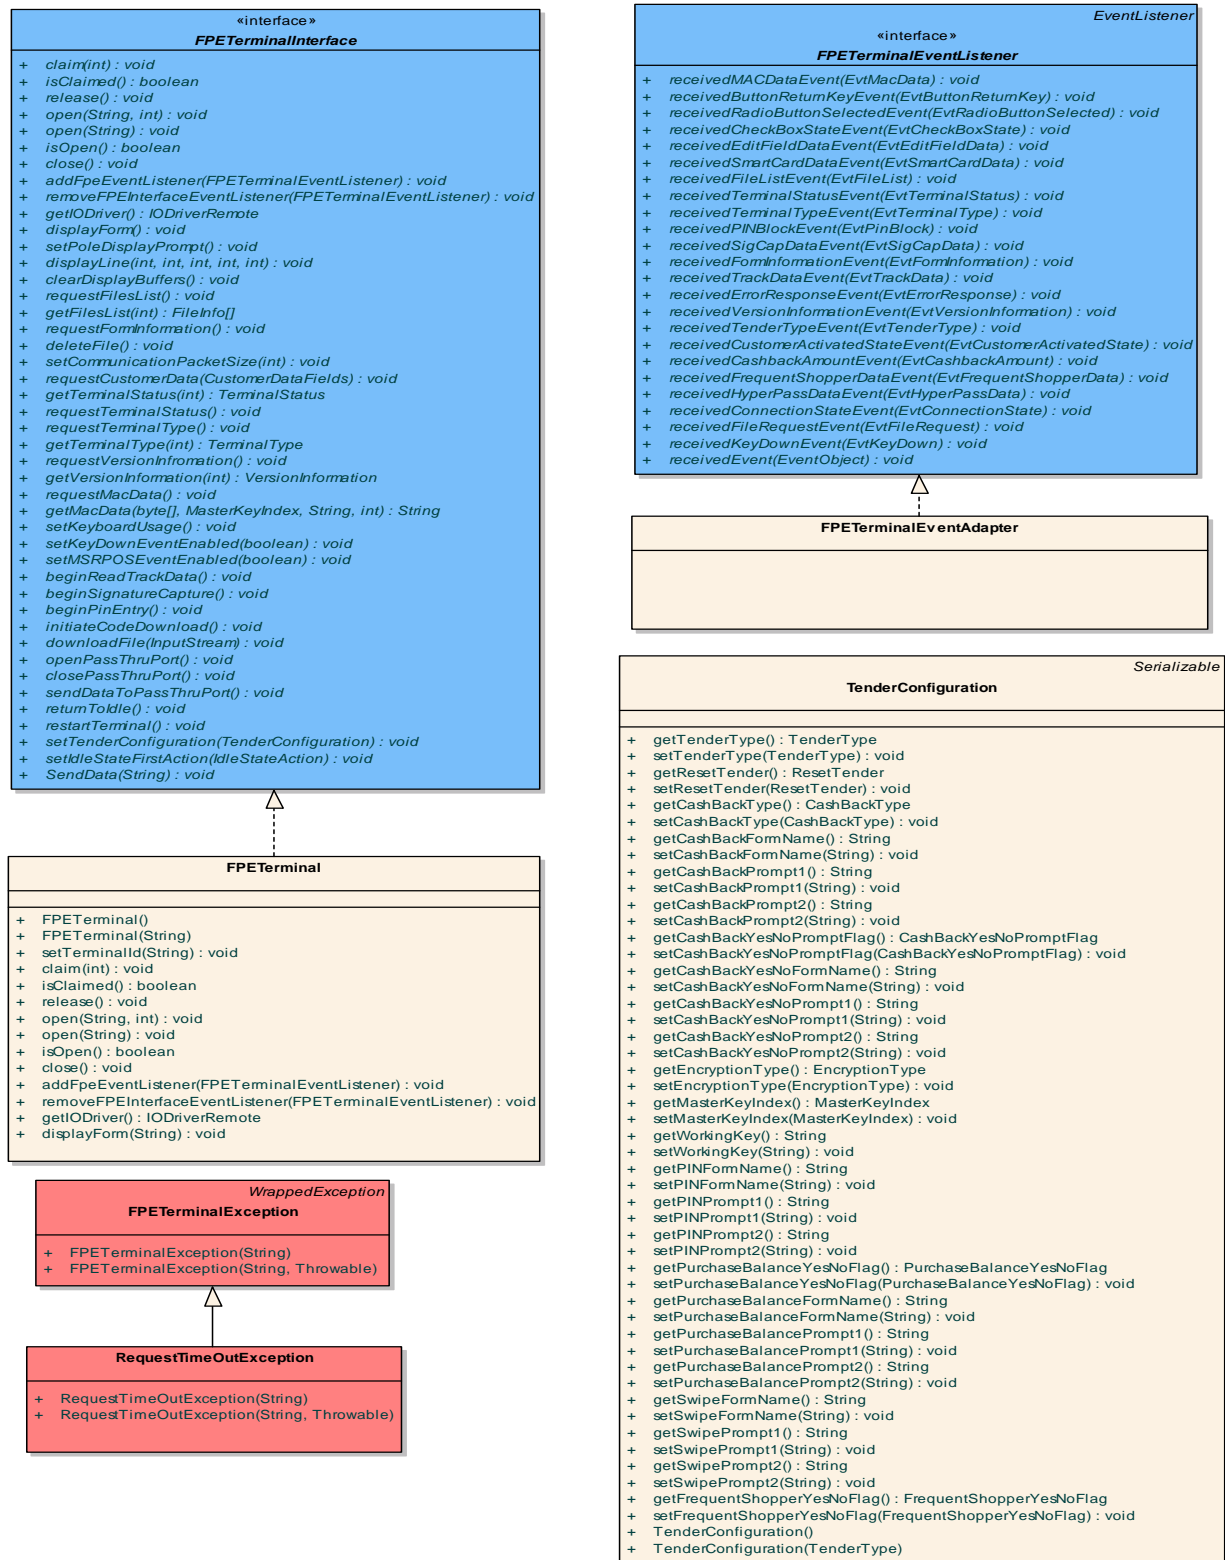 «interface»
FPETerminalInterface
+ claim(int) : void
+ isClaimed() : boolean
+ release() : void
+ open(String, int) : void
+ open(String) : void
+ isOpen() : boolean
+ close() : void
+ addFpeEventListener(FPETerminalEventListener) : void
+ removeFPEInterfaceEventListener(FPETerminalEventListener) : void
+ getIODriver() : IODriverRemote
+ displayForm() : void
+ setPoleDisplayPrompt() : void
+ displayLine(int, int, int, int, int) : void
+ clearDisplayBuffers() : void
+ requestFilesList() : void
+ getFilesList(int) : FileInfo[]
+ requestFormInformation() : void
+ deleteFile() : void
+ setCommunicationPacketSize(int) : void
+ requestCustomerData(CustomerDataFields) : void
+ getTerminalStatus(int) : TerminalStatus
+ requestTerminalStatus() : void
+ requestTerminalType() : void
+ getTerminalType(int) : TerminalType
+ requestVersionInfromation() : void
+ getVersionInformation(int) : VersionInformation
+ requestMacData() : void
+ getMacData(byte[], MasterKeyIndex, String, int) : String
+ setKeyboardUsage() : void
+ setKeyDownEventEnabled(boolean) : void
+ setMSRPOSEventEnabled(boolean) : void
+ beginReadTrackData() : void
+ beginSignatureCapture() : void
+ beginPinEntry() : void
+ initiateCodeDownload() : void
+ downloadFile(InputStream) : void
+ openPassThruPort() : void
+ closePassThruPort() : void
+ sendDataToPassThruPort() : void
+ returnToIdle() : void
+ restartTerminal() : void
+ setTenderConfiguration(TenderConfiguration) : void
+ setIdleStateFirstAction(IdleStateAction) : void
+ SendData(String) : void
FPETerminal
+ FPETerminal()
+ FPETerminal(String)
+ setTerminalId(String) : void
+ claim(int) : void
+ isClaimed() : boolean
+ release() : void
+ open(String, int) : void
+ open(String) : void
+ isOpen() : boolean
+ close() : void
+ addFpeEventListener(FPETerminalEventListener) : void
+ removeFPEInterfaceEventListener(FPETerminalEventListener) : void
+ getIODriver() : IODriverRemote
+ displayForm(String) : void
WrappedException
FPETerminalException
+ FPETerminalException(String)
+ FPETerminalException(String, Throwable)
RequestTimeOutException
+ RequestTimeOutException(String)
+ RequestTimeOutException(String, Throwable)
EventListener
«interface»
FPETerminalEventListener
+ receivedMACDataEvent(EvtMacData) : void
+ receivedButtonReturnKeyEvent(EvtButtonReturnKey) : void
+ receivedRadioButtonSelectedEvent(EvtRadioButtonSelected) : void
+ receivedCheckBoxStateEvent(EvtCheckBoxState) : void
+ receivedEditFieldDataEvent(EvtEditFieldData) : void
+ receivedSmartCardDataEvent(EvtSmartCardData) : void
+ receivedFileListEvent(EvtFileList) : void
+ receivedTerminalStatusEvent(EvtTerminalStatus) : void
+ receivedTerminalTypeEvent(EvtTerminalType) : void
+ receivedPINBlockEvent(EvtPinBlock) : void
+ receivedSigCapDataEvent(EvtSigCapData) : void
+ receivedFormInformationEvent(EvtFormInformation) : void
+ receivedTrackDataEvent(EvtTrackData) : void
+ receivedErrorResponseEvent(EvtErrorResponse) : void
+ receivedVersionInformationEvent(EvtVersionInformation) : void
+ receivedTenderTypeEvent(EvtTenderType) : void
+ receivedCustomerActivatedStateEvent(EvtCustomerActivatedState) : void
+ receivedCashbackAmountEvent(EvtCashbackAmount) : void
+ receivedFrequentShopperDataEvent(EvtFrequentShopperData) : void
+ receivedHyperPassDataEvent(EvtHyperPassData) : void
+ receivedConnectionStateEvent(EvtConnectionState) : void
+ receivedFileRequestEvent(EvtFileRequest) : void
+ receivedKeyDownEvent(EvtKeyDown) : void
+ receivedEvent(EventObject) : void
FPETerminalEventAdapter
Serializable
TenderConfiguration
+ getTenderType() : TenderType
+ setTenderType(TenderType) : void
+ getResetTender() : ResetTender
+ setResetTender(ResetTender) : void
+ getCashBackType() : CashBackType
+ setCashBackType(CashBackType) : void
+ getCashBackFormName() : String
+ setCashBackFormName(String) : void
+ getCashBackPrompt1() : String
+ setCashBackPrompt1(String) : void
+ getCashBackPrompt2() : String
+ setCashBackPrompt2(String) : void
+ getCashBackYesNoPromptFlag() : CashBackYesNoPromptFlag
+ setCashBackYesNoPromptFlag(CashBackYesNoPromptFlag) : void
+ getCashBackYesNoFormName() : String
+ setCashBackYesNoFormName(String) : void
+ getCashBackYesNoPrompt1() : String
+ setCashBackYesNoPrompt1(String) : void
+ getCashBackYesNoPrompt2() : String
+ setCashBackYesNoPrompt2(String) : void
+ getEncryptionType() : EncryptionType
+ setEncryptionType(EncryptionType) : void
+ getMasterKeyIndex() : MasterKeyIndex
+ setMasterKeyIndex(MasterKeyIndex) : void
+ getWorkingKey() : String
+ setWorkingKey(String) : void
+ getPINFormName() : String
+ setPINFormName(String) : void
+ getPINPrompt1() : String
+ setPINPrompt1(String) : void
+ getPINPrompt2() : String
+ setPINPrompt2(String) : void
+ getPurchaseBalanceYesNoFlag() : PurchaseBalanceYesNoFlag
+ setPurchaseBalanceYesNoFlag(PurchaseBalanceYesNoFlag) : void
+ getPurchaseBalanceFormName() : String
+ setPurchaseBalanceFormName(String) : void
+ getPurchaseBalancePrompt1() : String
+ setPurchaseBalancePrompt1(String) : void
+ getPurchaseBalancePrompt2() : String
+ setPurchaseBalancePrompt2(String) : void
+ getSwipeFormName() : String
+ setSwipeFormName(String) : void
+ getSwipePrompt1() : String
+ setSwipePrompt1(String) : void
+ getSwipePrompt2() : String
+ setSwipePrompt2(String) : void
+ getFrequentShopperYesNoFlag() : FrequentShopperYesNoFlag
+ setFrequentShopperYesNoFlag(FrequentShopperYesNoFlag) : void
+ TenderConfiguration()
+ TenderConfiguration(TenderType)